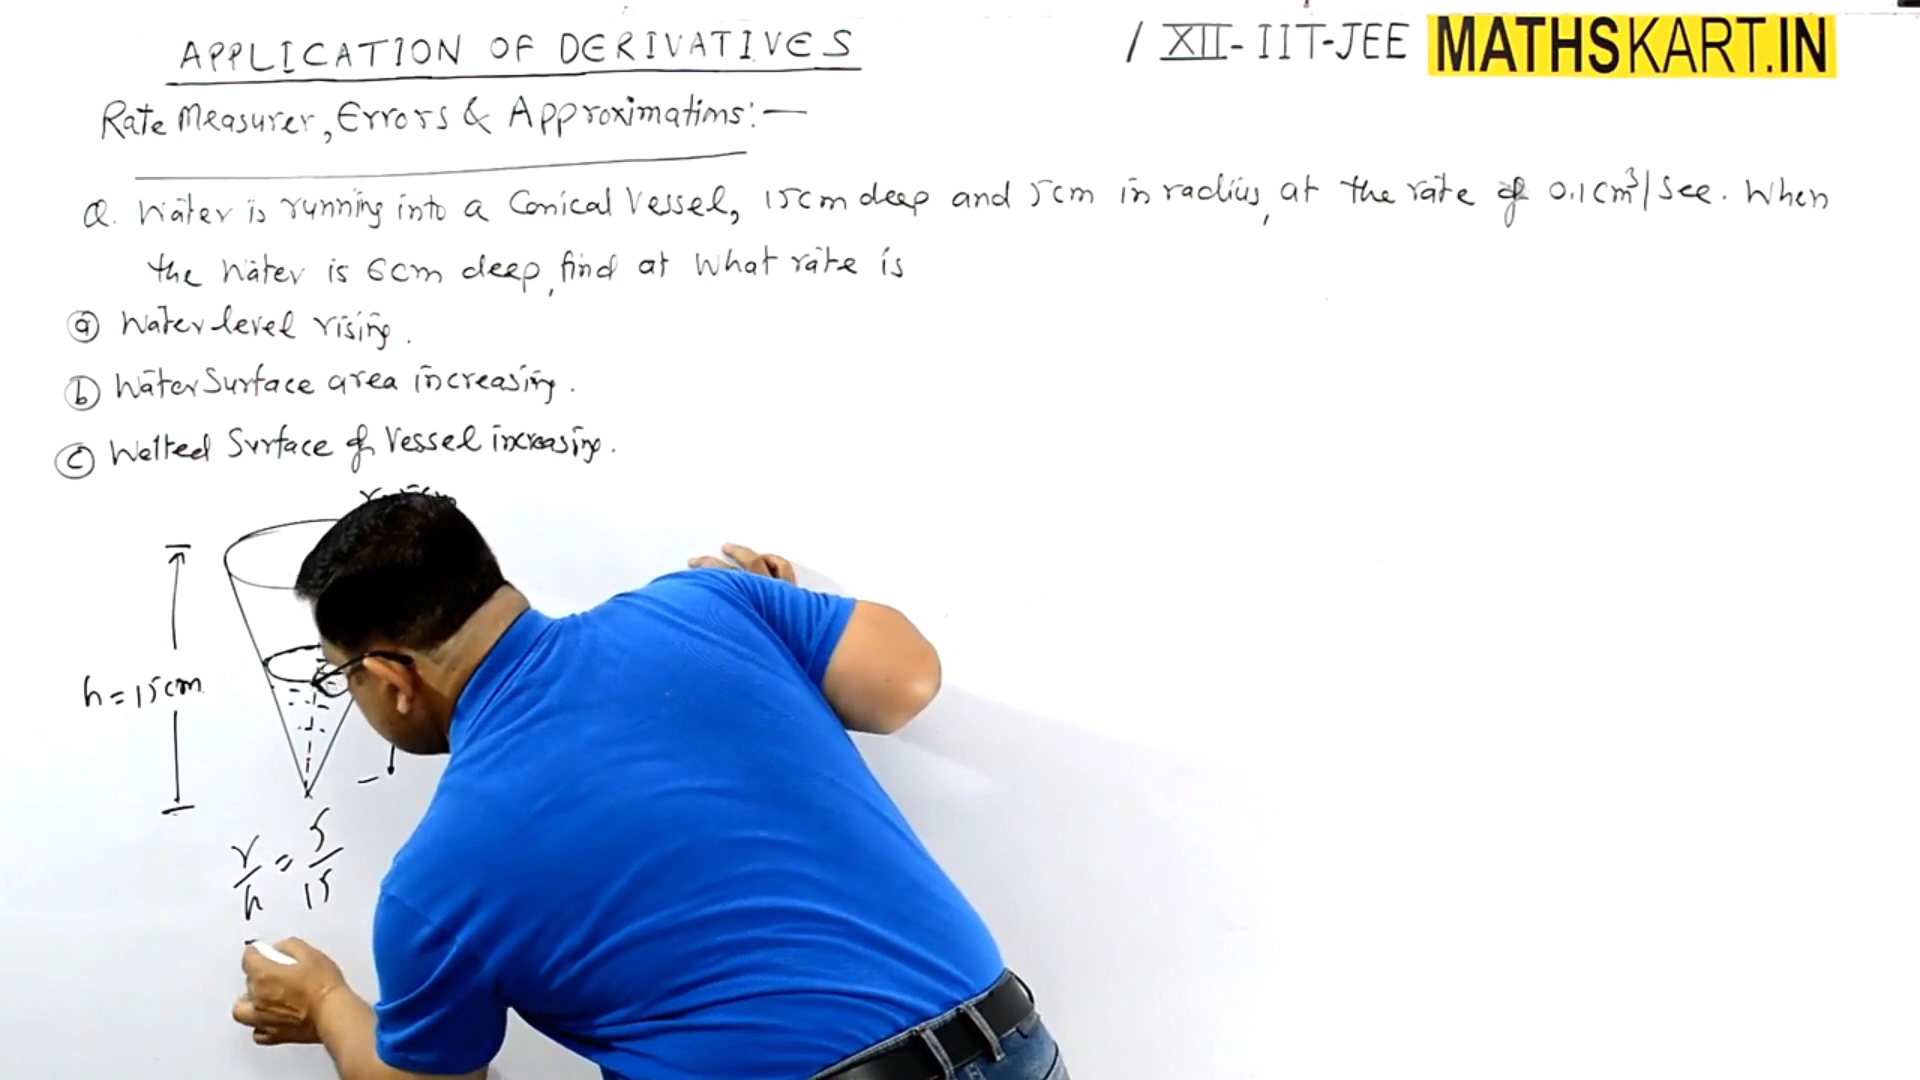 APPLICATION OF DERIVATIVES / XII-IIT-JEE MATHSKART.IN
Rate Measurer, Errors & Approximations:—
Q. Water is running into a Conical Vessel, 15cm deep and 5cm in radius, at the rate of 0.1cm³/sec. When
the water is 6cm deep, find at what rate is
(a) Water level rising.
(b) Water Surface area increasing.
(c) Wetted Surface of Vessel increasing.
h = 15cm
r/h = 5/15